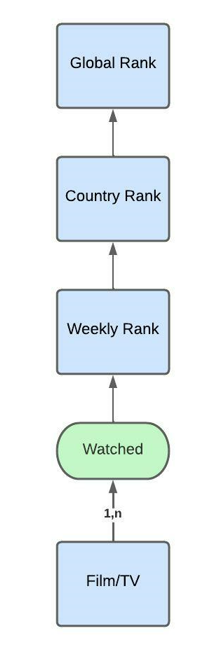 Global Rank
Country Rank
Weekly Rank
Watched
1,n
Film/TV